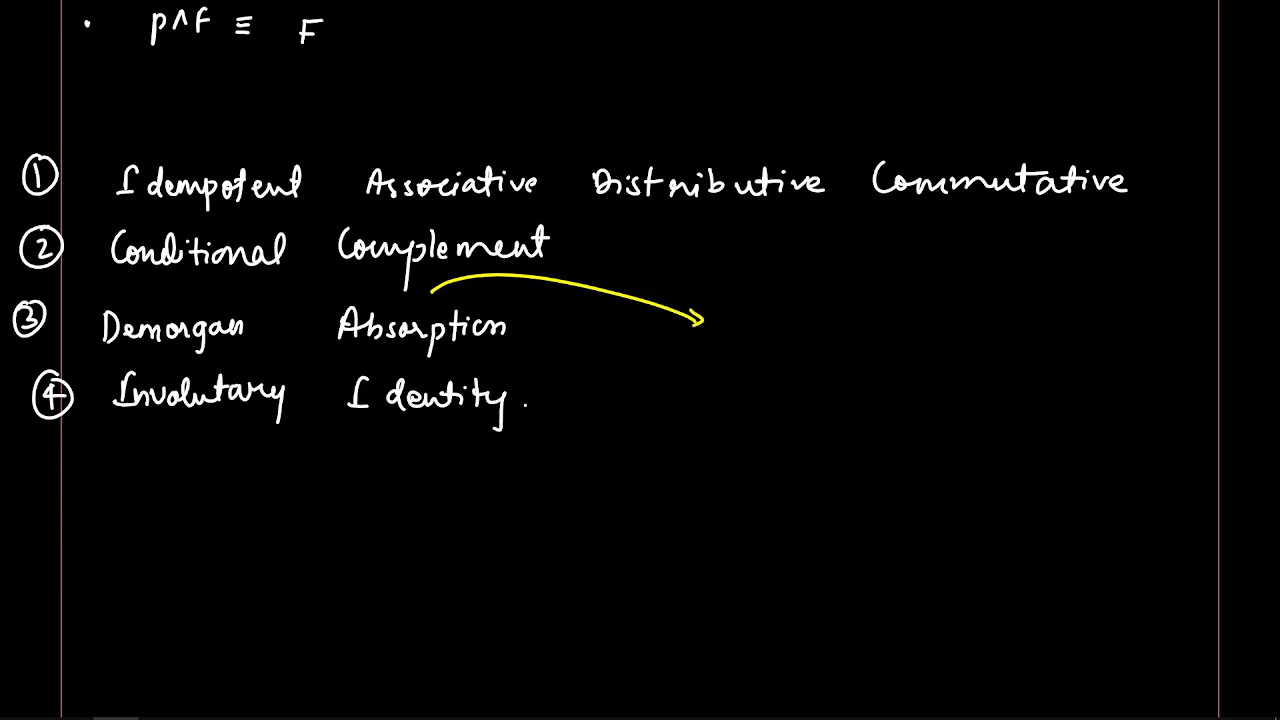 · p∧F ≡ F
① Idempotent Associative Distributive Commutative
② Conditional Complement
③ Demorgan Absorption
④ Involutary Identity.